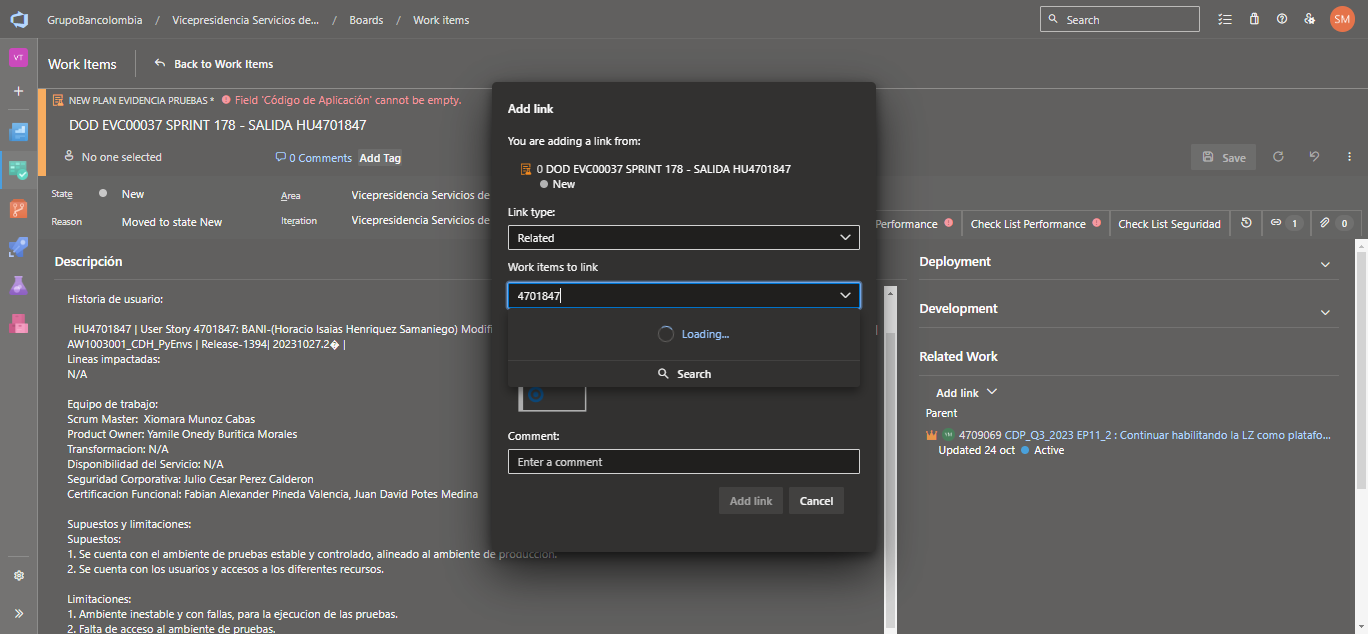 GrupoBancolombia / Vicepresidencia Servicios de... / Boards / Work items
Search
SM
VT
Work Items
Back to Work Items
NEW PLAN EVIDENCIA PRUEBAS * Field 'Código de Aplicación' cannot be empty.
DOD EVC00037 SPRINT 178 - SALIDA HU4701847
No one selected
0 Comments
Add Tag
Save
State
New
Area
Vicepresidencia Servicios de
Reason
Moved to state New
Iteration
Vicepresidencia Servicios de
Performance
Check List Performance
Check List Seguridad
1
0
Descripción
Historia de usuario:
HU4701847 | User Story 4701847: BANI-(Horacio Isaias Henriquez Samaniego) Modifi
AW1003001_CDH_PyEnvs | Release-1394| 20231027.2� |
Lineas impactadas:
N/A
Equipo de trabajo:
Scrum Master: Xiomara Munoz Cabas
Product Owner: Yamile Onedy Buritica Morales
Transformacion: N/A
Disponibilidad del Servicio: N/A
Seguridad Corporativa: Julio Cesar Perez Calderon
Certificacion Funcional: Fabian Alexander Pineda Valencia, Juan David Potes Medina
Supuestos y limitaciones:
Supuestos:
1. Se cuenta con el ambiente de pruebas estable y controlado, alineado al ambiente de producción.
2. Se cuenta con los usuarios y accesos a los diferentes recursos.
Limitaciones:
1. Ambiente inestable y con fallas, para la ejecucion de las pruebas.
2. Falta de acceso al ambiente de pruebas.
Add link
You are adding a link from:
0 DOD EVC00037 SPRINT 178 - SALIDA HU4701847
New
Link type:
Related
Work items to link
4701847
Loading...
Search
Comment:
Enter a comment
Add link
Cancel
Deployment
Development
Related Work
Add link
Parent
4709069 CDP_Q3_2023 EP11_2 : Continuar habilitando la LZ como platafo...
Updated 24 oct Active